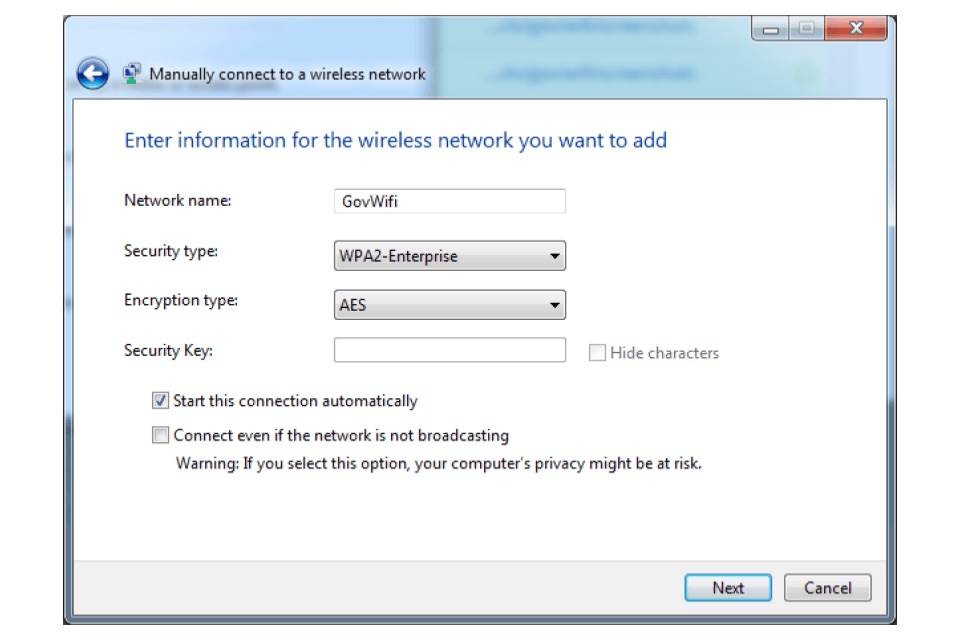 Manually connect to a wireless network
Enter information for the wireless network you want to add
Network name: GovWifi
Security type: WPA2-Enterprise
Encryption type: AES
Security Key: Hide characters
Start this connection automatically
Connect even if the network is not broadcasting
Warning: If you select this option, your computer's privacy might be at risk.
Next Cancel